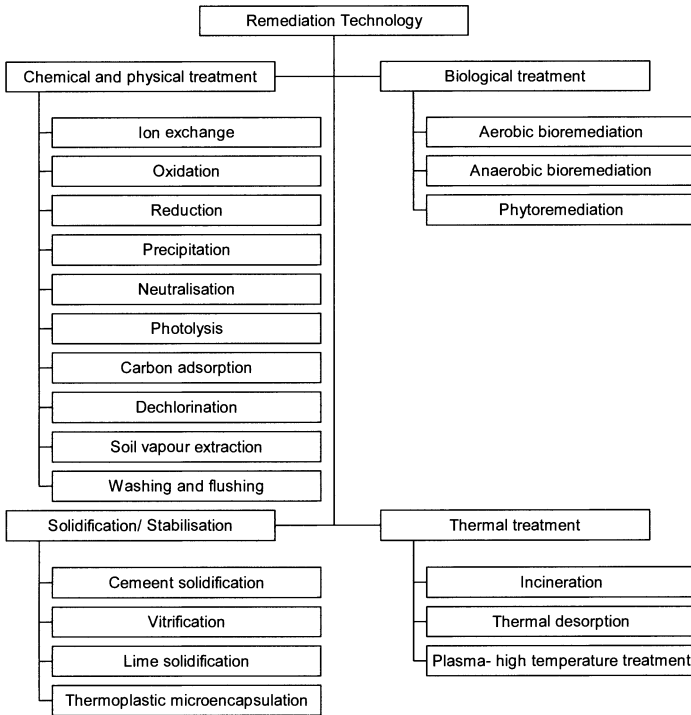 Remediation Technology
Chemical and physical treatment
Ion exchange
Oxidation
Reduction
Precipitation
Neutralisation
Photolysis
Carbon adsorption
Dechlorination
Soil vapour extraction
Washing and flushing
Biological treatment
Aerobic bioremediation
Anaerobic bioremediation
Phytoremediation
Solidification/ Stabilisation
Cemeent solidification
Vitrification
Lime solidification
Thermoplastic microencapsulation
Thermal treatment
Incineration
Thermal desorption
Plasma- high temperature treatment